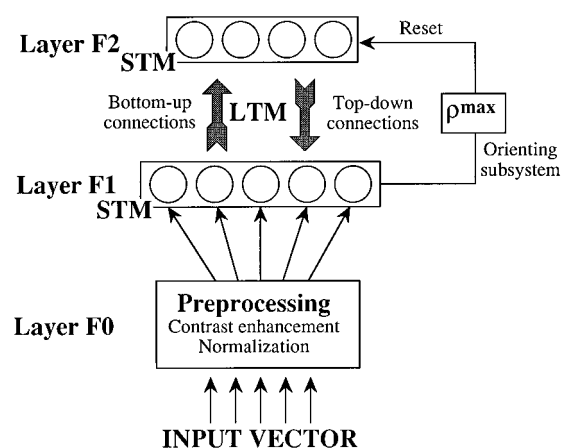 Layer F2
STM
Reset
Bottom-up
connections
LTM
Top-down
connections
ρmax
Orienting
subsystem
Layer F1
STM
Layer F0
Preprocessing
Contrast enhancement
Normalization
INPUT VECTOR